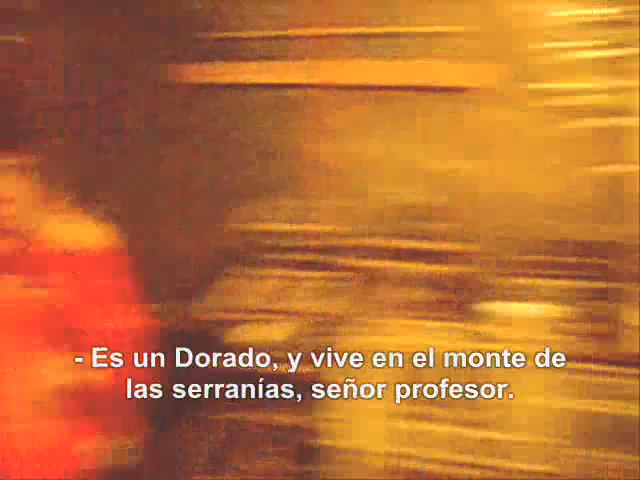 - Es un Dorado, y vive en el monte de
las serranías, señor profesor.